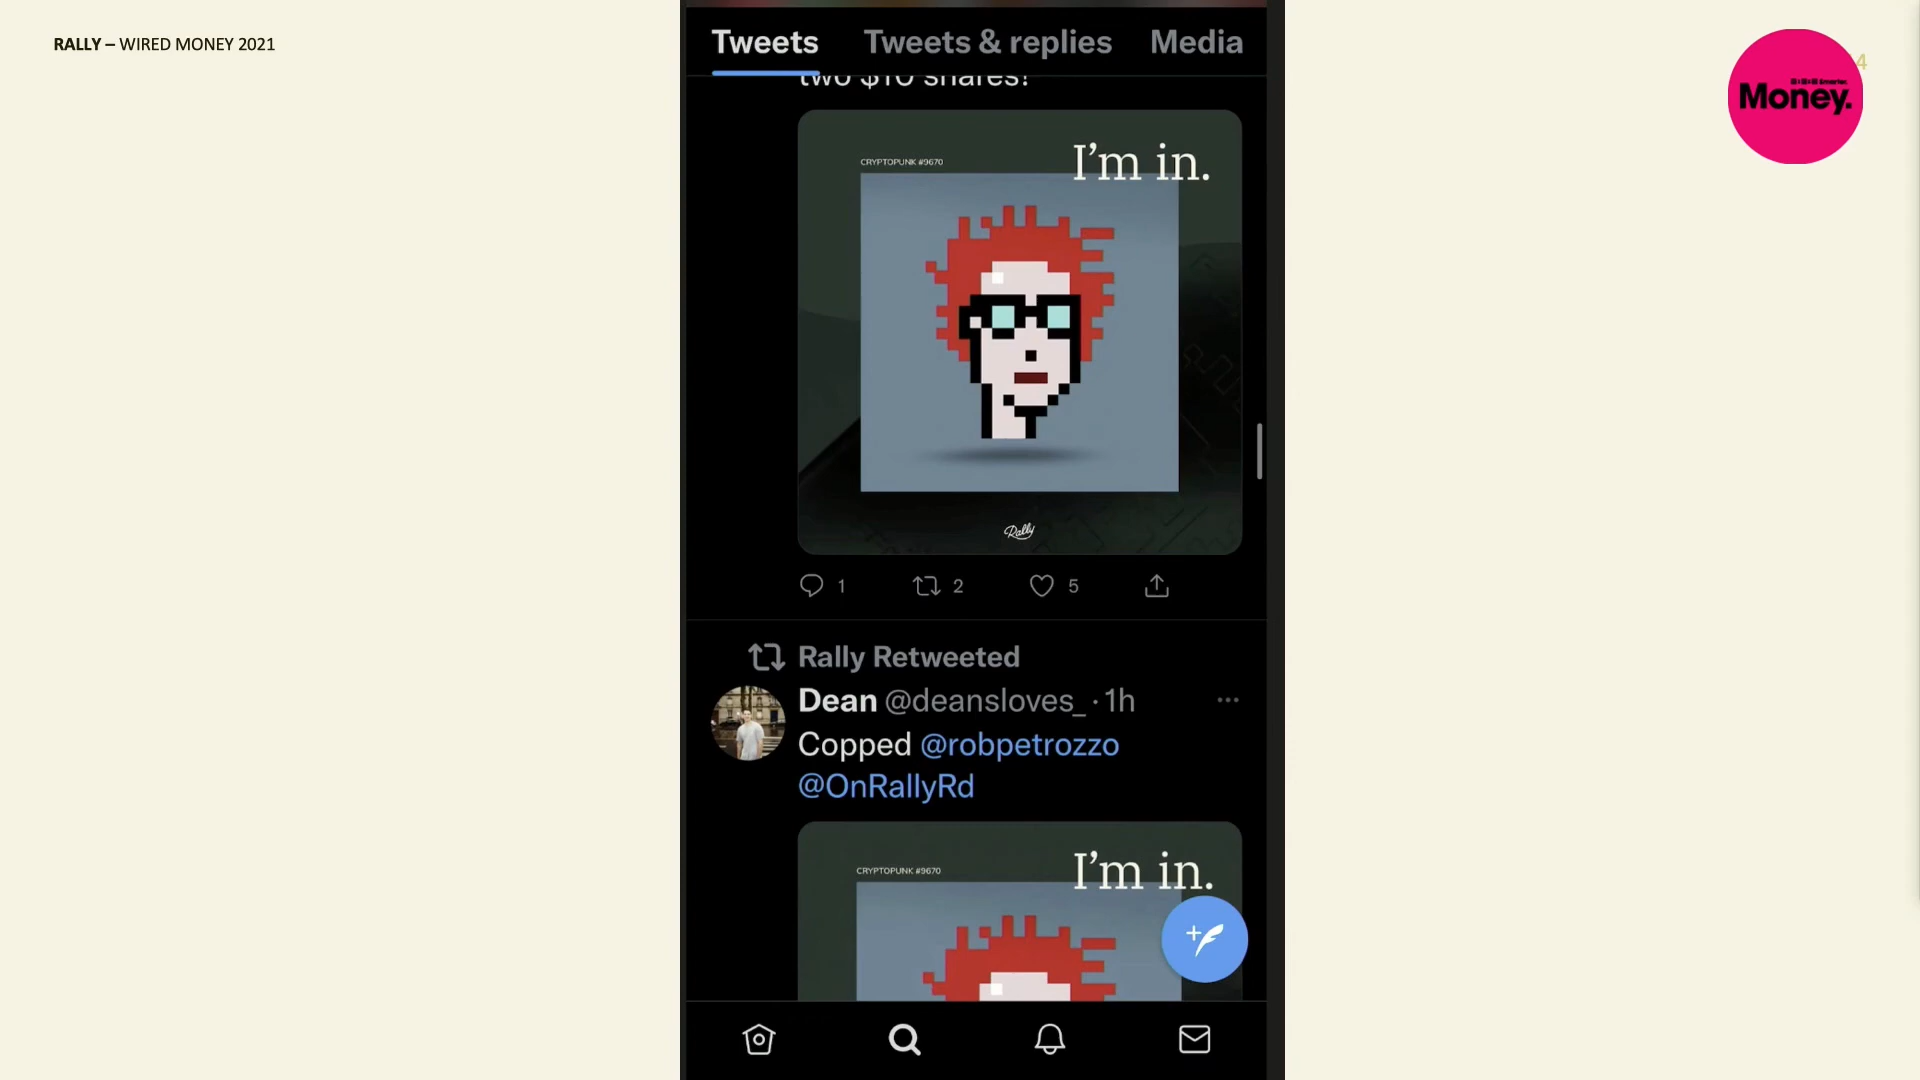 RALLY – WIRED MONEY 2021
4
Money.
Tweets Tweets & replies Media
two $10 shares!
CRYPTOPUNK #9670
I'm in.
Rally
1 2 5
Rally Retweeted
Dean @deansloves_ · 1h
Copped @robpetrozzo
@OnRallyRd
CRYPTOPUNK #9670
I'm in.